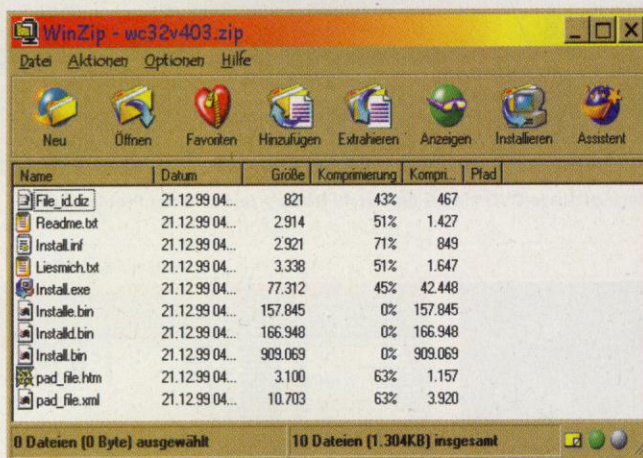 WinZip - wc32v403.zip
Datei Aktionen Optionen Hilfe
Neu Öffnen Favoriten Hinzufügen Extrahieren Anzeigen Installieren Assistent
Name Datum Größe Komprimierung Kompri... Pfad
File_id.diz 21.12.99 04... 821 43% 467
Readme.txt 21.12.99 04... 2.914 51% 1.427
Install.inf 21.12.99 04... 2.921 71% 849
Liesmich.txt 21.12.99 04... 3.338 51% 1.647
Install.exe 21.12.99 04... 77.312 45% 42.448
Installe.bin 21.12.99 04... 157.845 0% 157.845
Installd.bin 21.12.99 04... 166.948 0% 166.948
Install.bin 21.12.99 04... 909.069 0% 909.069
pad_file.htm 21.12.99 04... 3.100 63% 1.157
pad_file.xml 21.12.99 04... 10.703 63% 3.920
0 Dateien (0 Byte) ausgewählt 10 Dateien (1.304KB) insgesamt